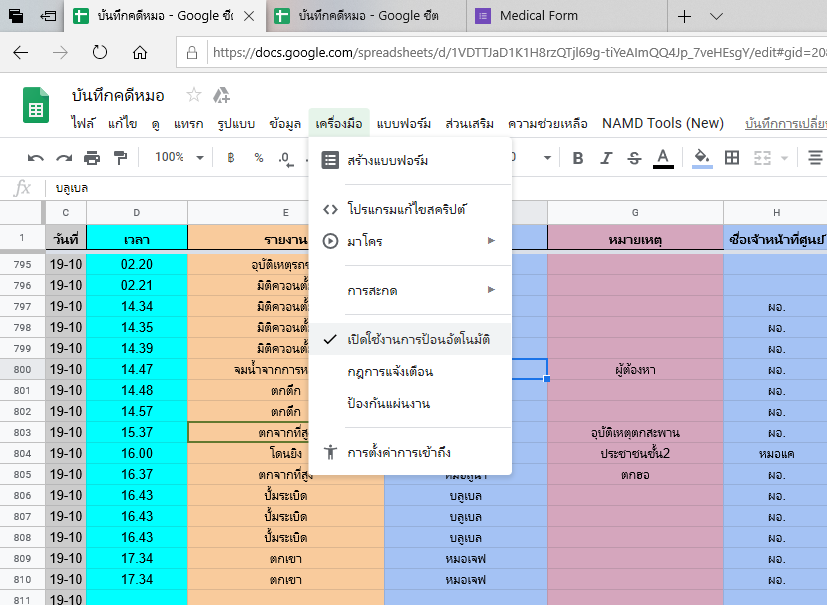 บันทึกคดีหมอ - Google ชีต
บันทึกคดีหมอ - Google ชีต
Medical Form
https://docs.google.com/spreadsheets/d/1VDTTJaD1K1H8rzQTjl69g-tiYeAImQQ4Jp_7veHEsgY/edit#gid=208
บันทึกคดีหมอ
ไฟล์ แก้ไข ดู แทรก รูปแบบ ข้อมูล เครื่องมือ แบบฟอร์ม ส่วนเสริม ความช่วยเหลือ NAMD Tools (New) บันทึกการเปลี่ย
100% ฿ % .0 B I S A
fx บลูเบล
C D E G H
1 วันที่ เวลา รายงาน หมายเหตุ ชื่อเจ้าหน้าที่ศูนย์
795 19-10 02.20 อุบัติเหตุรถ
796 19-10 02.21 มิติควอนตั้
797 19-10 14.34 มิติควอนตั้ ผอ.
798 19-10 14.35 มิติควอนตั้ ผอ.
799 19-10 14.39 มิติควอนตั้ ผอ.
800 19-10 14.47 จมน้ำจากการห ผู้ต้องหา ผอ.
801 19-10 14.48 ตกตึก ผอ.
802 19-10 14.57 ตกตึก ผอ.
803 19-10 15.37 ตกจากที่สู อุบัติเหตุตกสะพาน ผอ.
804 19-10 16.00 โดนยิง ประชาชนชั้น2 หมอแค
805 19-10 16.37 ตกจากที่สูง ตกฮอ ผอ.
806 19-10 16.43 ปั้มระเบิด บลูเบล ผอ.
807 19-10 16.43 ปั้มระเบิด บลูเบล ผอ.
808 19-10 16.43 ปั้มระเบิด บลูเบล ผอ.
809 19-10 17.34 ตกเขา หมอเจฟ ผอ.
810 19-10 17.34 ตกเขา หมอเจฟ ผอ.
811 19-10
สร้างแบบฟอร์ม
โปรแกรมแก้ไขสคริปต์
มาโคร
การสะกด
เปิดใช้งานการป้อนอัตโนมัติ
กฎการแจ้งเตือน
ป้องกันแผ่นงาน
การตั้งค่าการเข้าถึง